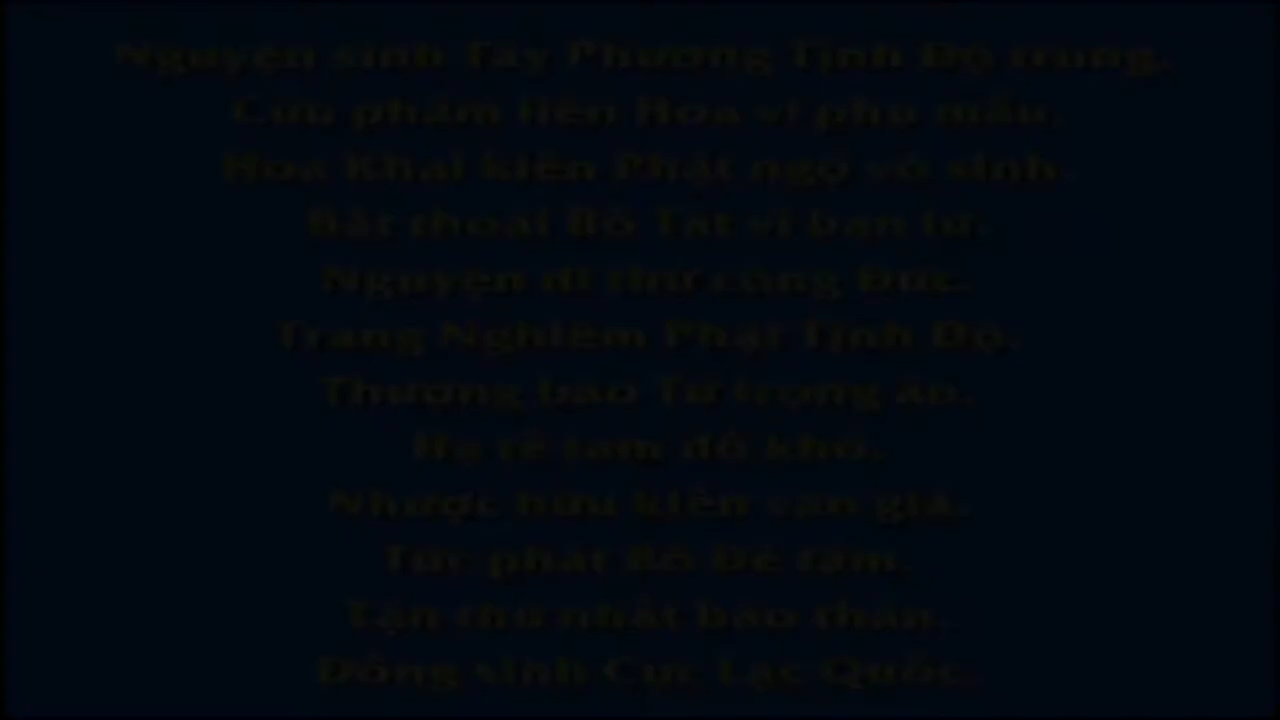 Nguyện sinh Tây Phương Tịnh Độ trung,
Cửu phẩm liên Hoa vi phụ mẫu.
Hoa Khai kiến Phật ngộ vô sinh.
Bất thoái Bồ Tát vi bạn lữ.
Nguyện dĩ thử công Đức.
Trang Nghiêm Phật Tịnh Độ.
Thượng báo Tứ trọng ân.
Hạ tế tam đồ khổ.
Nhược hữu kiến văn giả.
Tức phát Bồ Đề tâm.
Tận thử nhất báo thân.
Đồng sinh Cực Lạc Quốc.